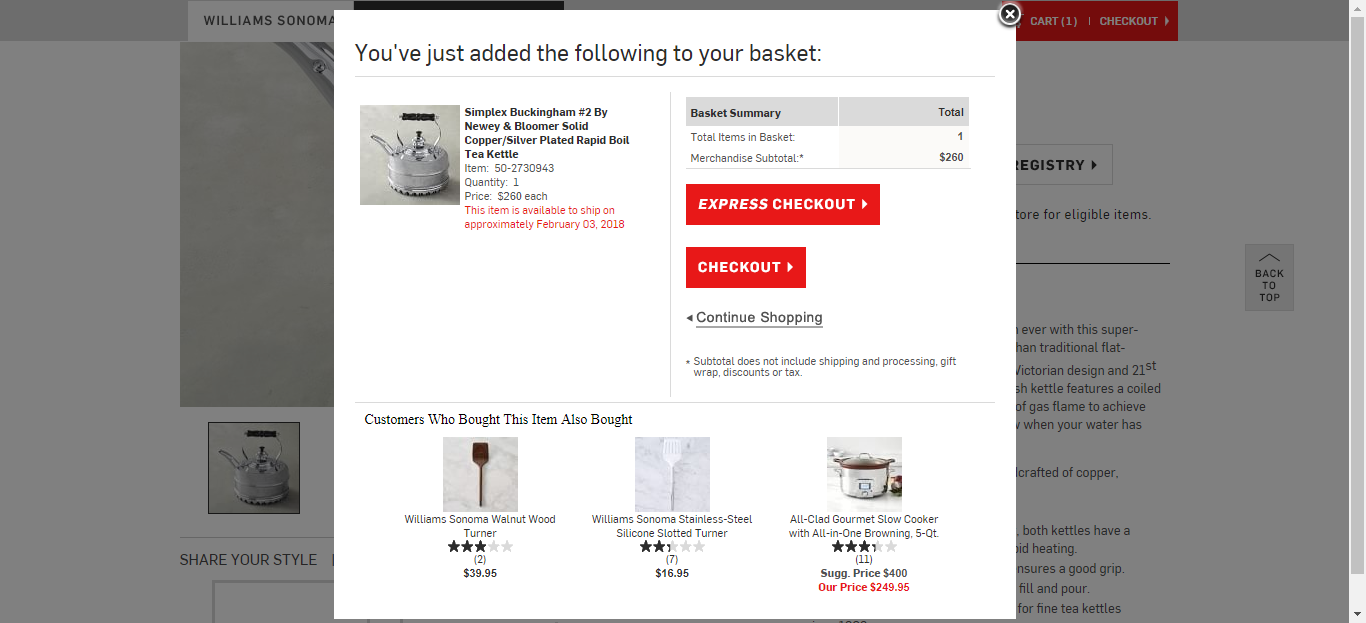 WILLIAMS SONOMA
CART (1) | CHECKOUT
You've just added the following to your basket:
Simplex Buckingham #2 By
Newey & Bloomer Solid
Copper/Silver Plated Rapid Boil
Tea Kettle
Item: 50-2730943
Quantity: 1
Price: $260 each
This item is available to ship on
approximately February 03, 2018
Basket Summary Total
Total Items in Basket: 1
Merchandise Subtotal:* $260
EXPRESS CHECKOUT
CHECKOUT
Continue Shopping
* Subtotal does not include shipping and processing, gift
wrap, discounts or tax.
Customers Who Bought This Item Also Bought
Williams Sonoma Walnut Wood
Turner
(2)
$39.95
Williams Sonoma Stainless-Steel
Silicone Slotted Turner
(7)
$16.95
All-Clad Gourmet Slow Cooker
with All-in-One Browning, 5-Qt.
(11)
Sugg. Price $400
Our Price $249.95
REGISTRY
for eligible items.
BACK
TO
TOP
ever with this super-
than traditional flat-
Victorian design and 21st
kettle features a coiled
of gas flame to achieve
when your water has
of copper,
, both kettles have a
heating.
ensures a good grip.
fill and pour.
for fine tea kettles
SHARE YOUR STYLE